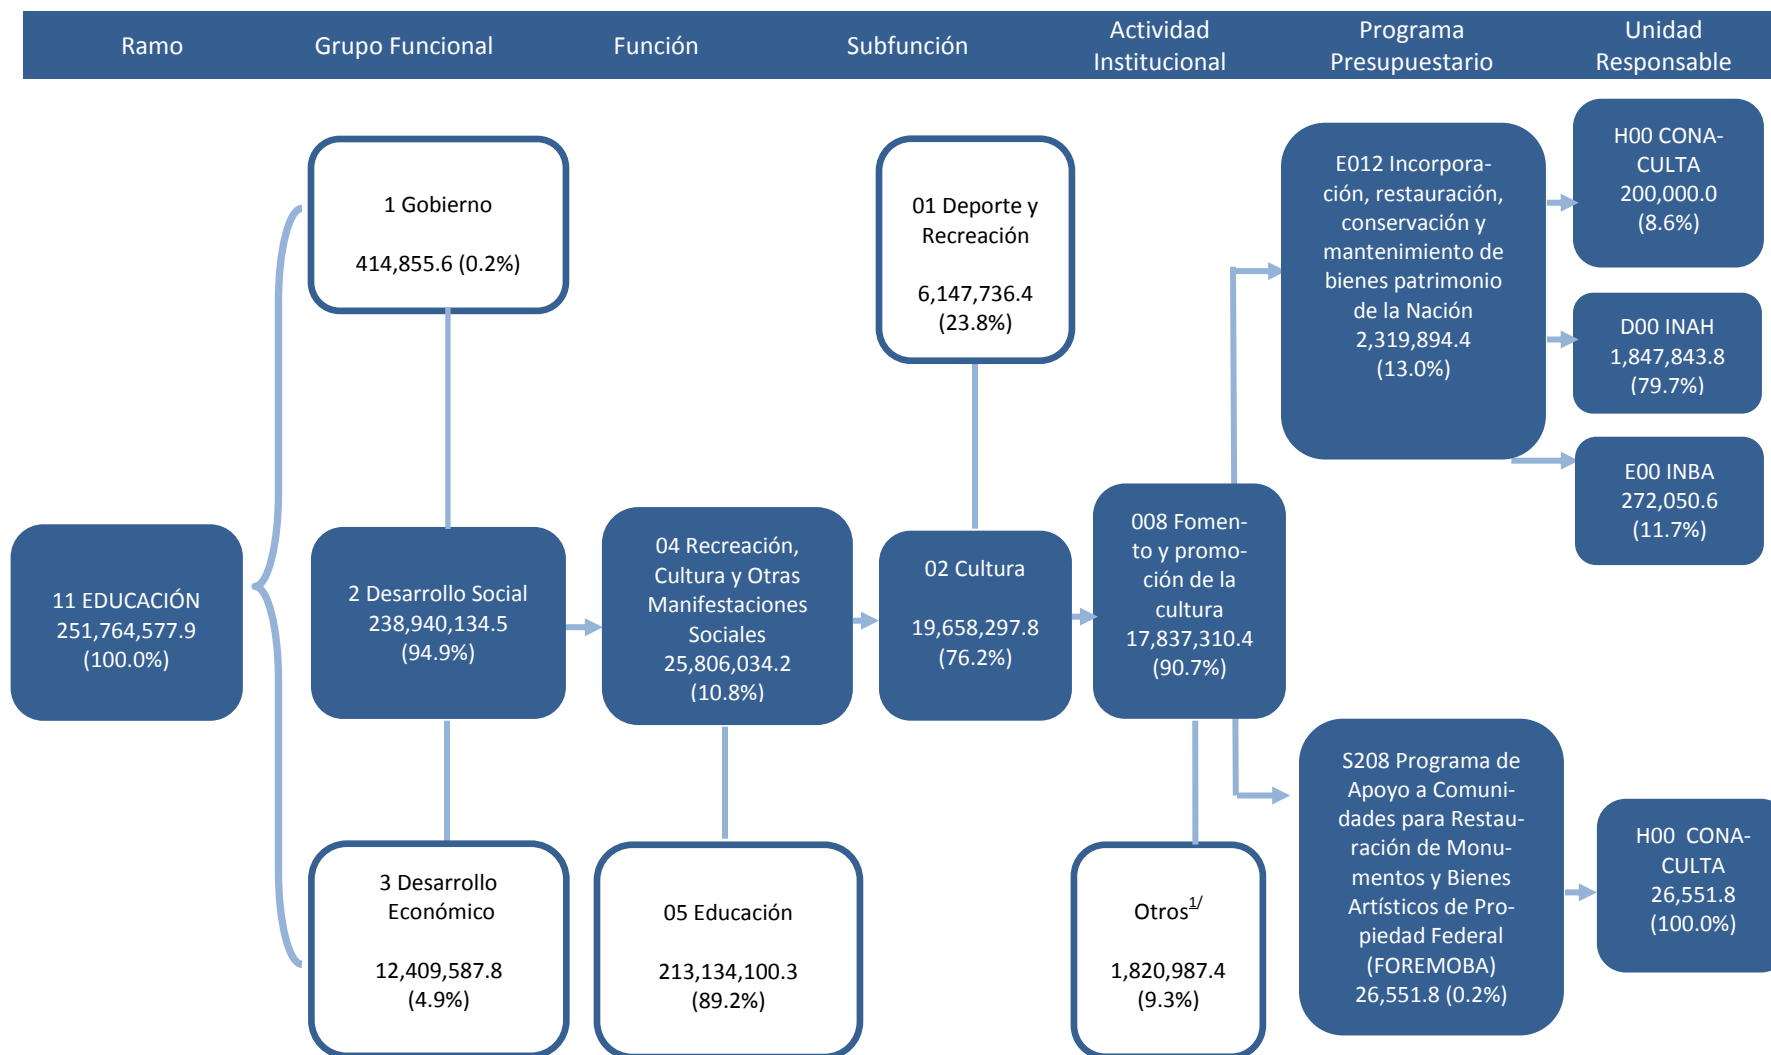 Ramo
Grupo Funcional
Función
Subfunción
Actividad
Institucional
Programa
Presupuestario
Unidad
Responsable
11 EDUCACIÓN
251,764,577.9
(100.0%)
1 Gobierno
414,855.6 (0.2%)
2 Desarrollo Social
238,940,134.5
(94.9%)
3 Desarrollo
Económico
12,409,587.8
(4.9%)
04 Recreación,
Cultura y Otras
Manifestaciones
Sociales
25,806,034.2
(10.8%)
05 Educación
213,134,100.3
(89.2%)
01 Deporte y
Recreación
6,147,736.4
(23.8%)
02 Cultura
19,658,297.8
(76.2%)
008 Fomen-
to y promo-
ción de la
cultura
17,837,310.4
(90.7%)
Otros1/
1,820,987.4
(9.3%)
E012 Incorpora-
ción, restauración,
conservación y
mantenimiento de
bienes patrimonio
de la Nación
2,319,894.4
(13.0%)
S208 Programa de
Apoyo a Comuni-
dades para Restau-
ración de Monu-
mentos y Bienes
Artísticos de Pro-
piedad Federal
(FOREMOBA)
26,551.8 (0.2%)
H00 CONA-
CULTA
200,000.0
(8.6%)
D00 INAH
1,847,843.8
(79.7%)
E00 INBA
272,050.6
(11.7%)
H00 CONA-
CULTA
26,551.8
(100.0%)